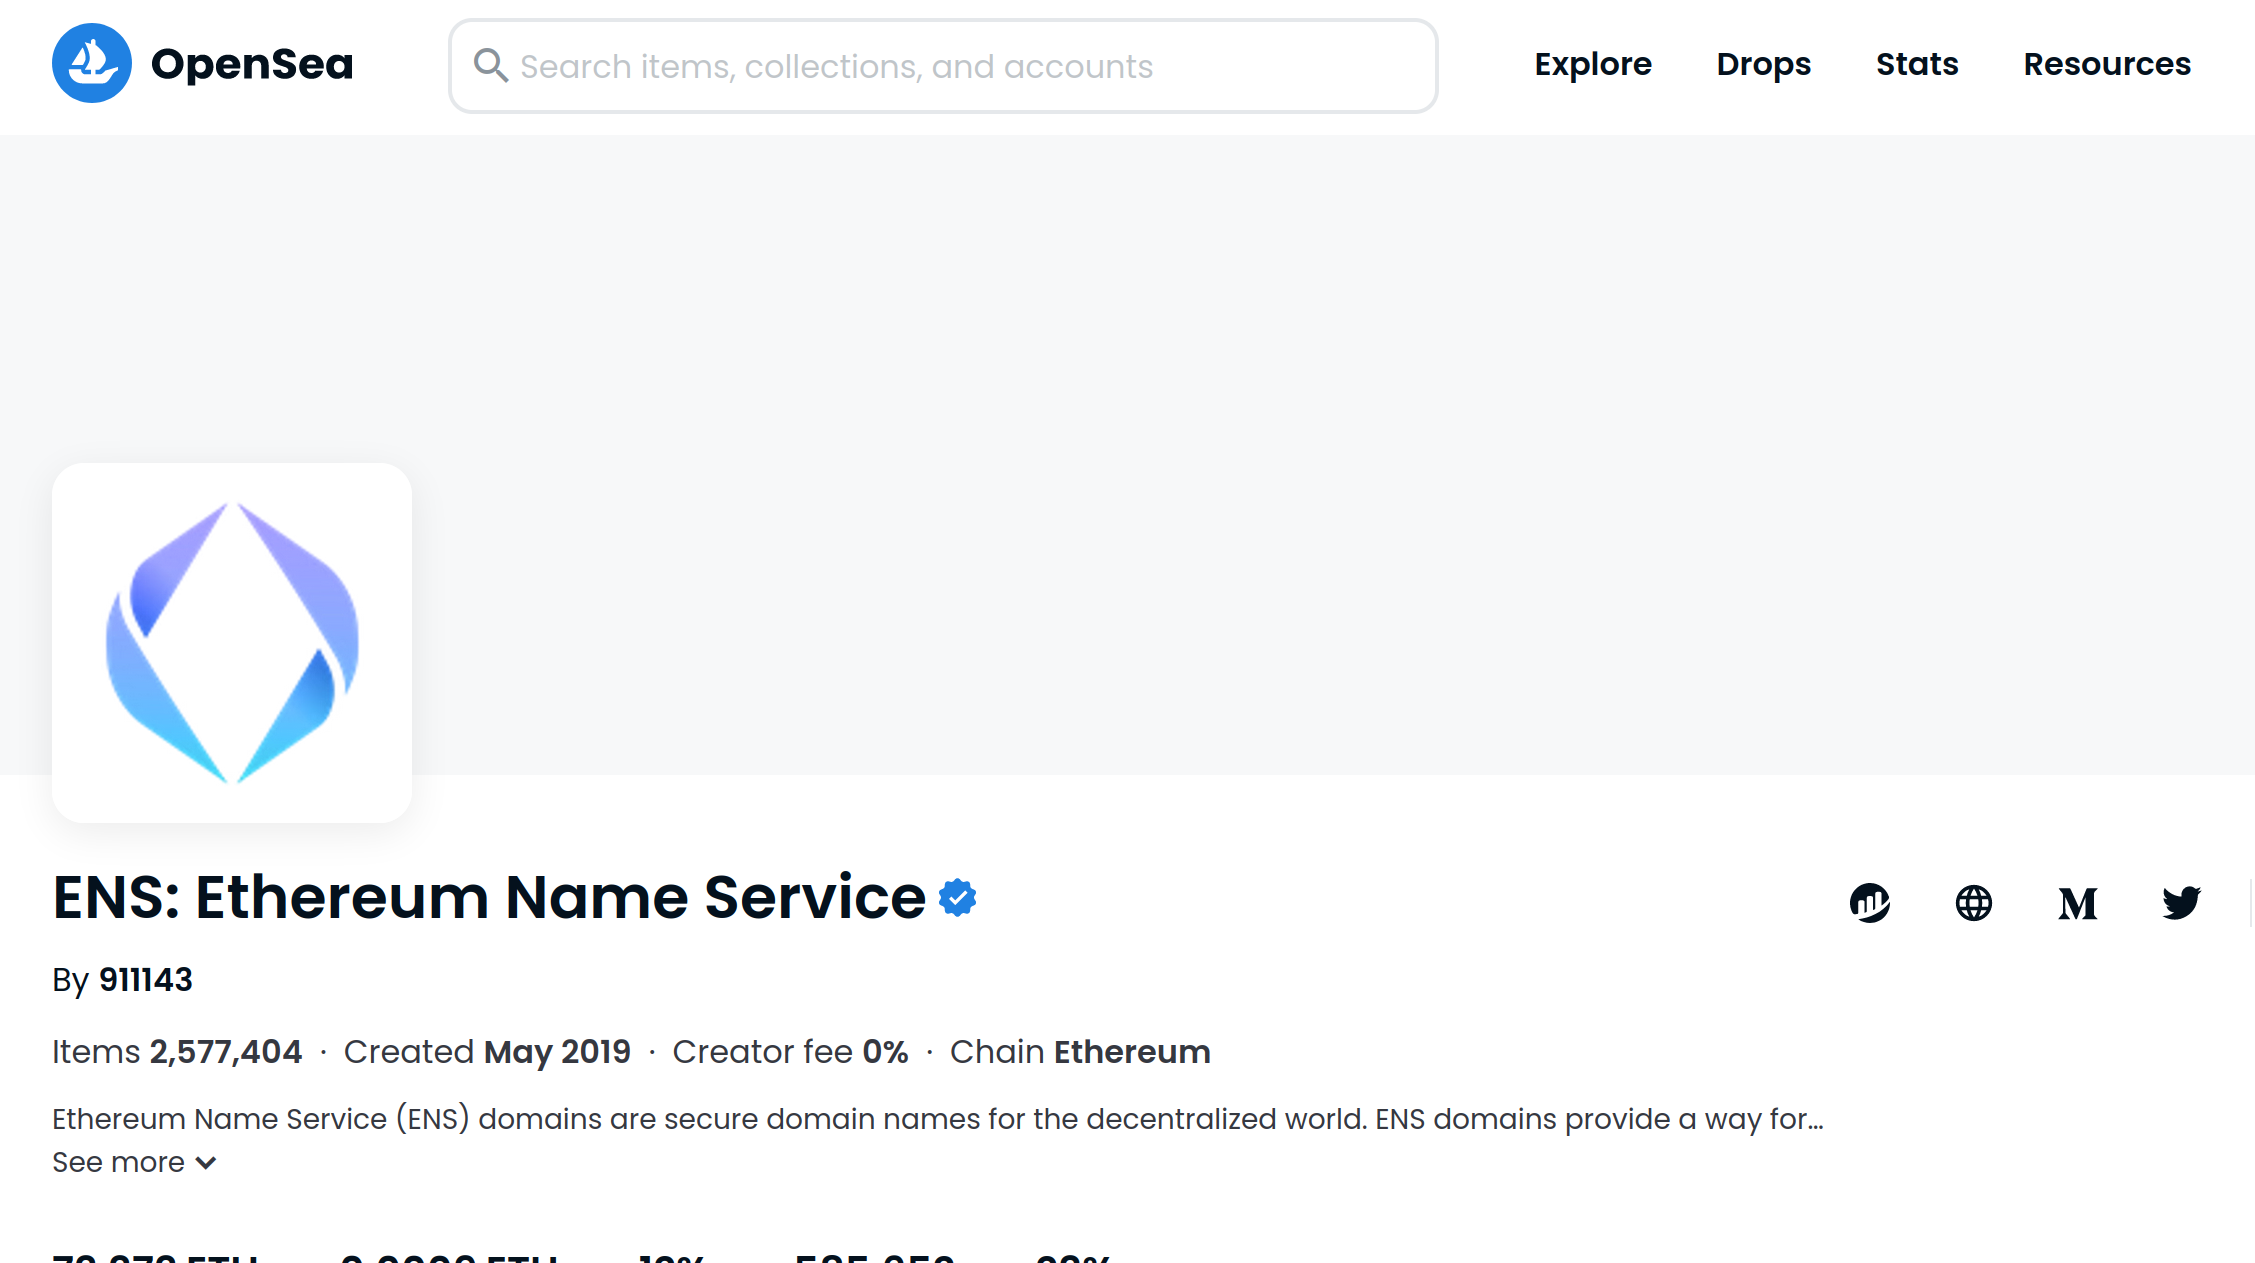 OpenSea
Search items, collections, and accounts
Explore Drops Stats Resources
ENS: Ethereum Name Service
By 911143
Items 2,577,404 · Created May 2019 · Creator fee 0% · Chain Ethereum
Ethereum Name Service (ENS) domains are secure domain names for the decentralized world. ENS domains provide a way for...
See more